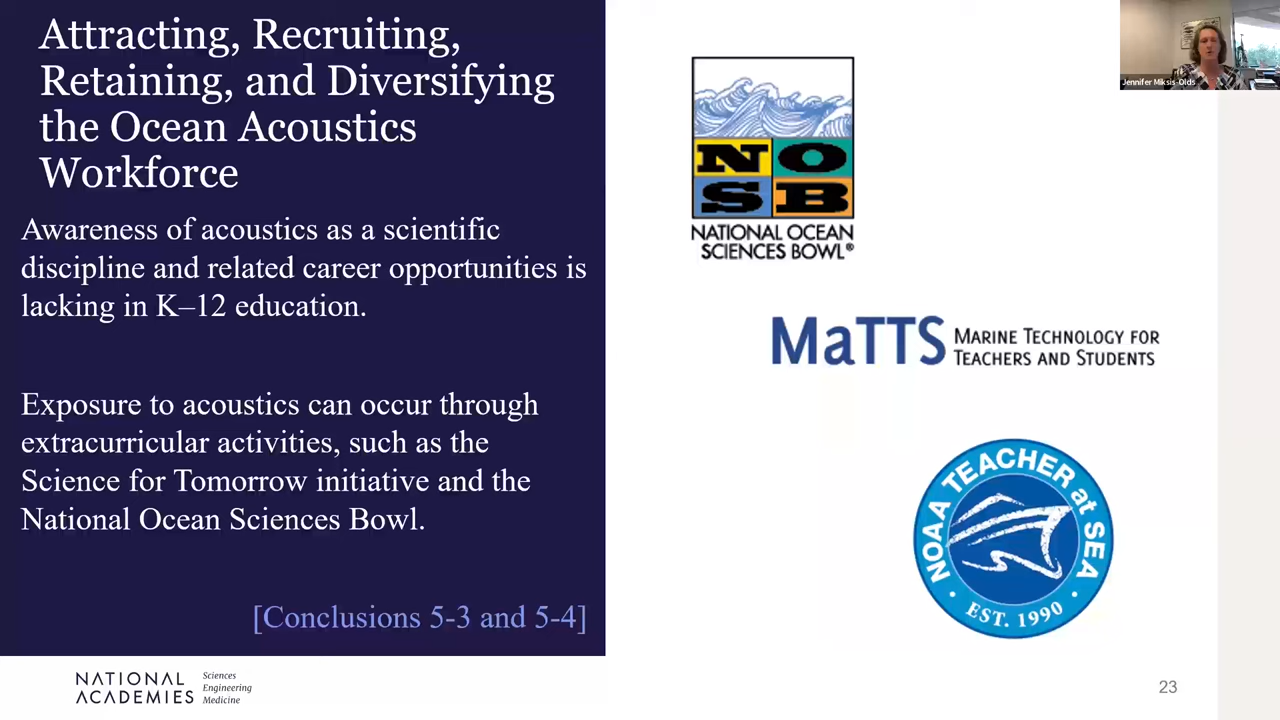 Attracting, Recruiting,
Retaining, and Diversifying
the Ocean Acoustics
Workforce
Awareness of acoustics as a scientific
discipline and related career opportunities is
lacking in K–12 education.
Exposure to acoustics can occur through
extracurricular activities, such as the
Science for Tomorrow initiative and the
National Ocean Sciences Bowl.
[Conclusions 5-3 and 5-4]
NO
SB
NATIONAL OCEAN
SCIENCES BOWL®
MaTTS MARINE TECHNOLOGY FOR
TEACHERS AND STUDENTS
NOAA TEACHER at SEA
• EST. 1990 •
Jennifer Miksis-Olds
NATIONAL
ACADEMIES
Sciences
Engineering
Medicine
23